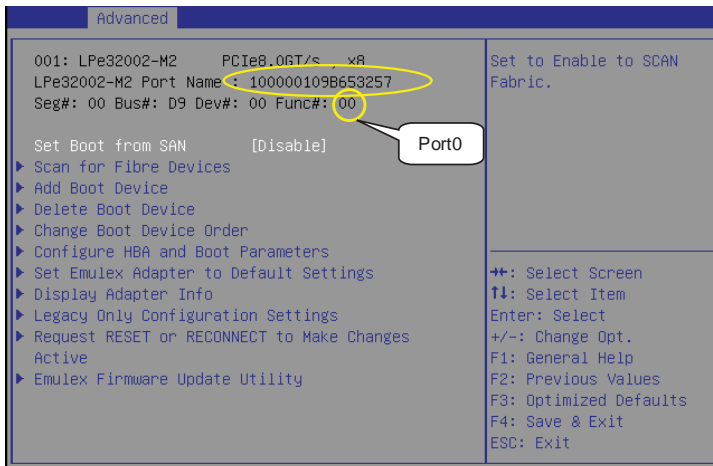 Advanced
001: LPe32002-M2 PCIe8.0GT/s , x8
LPe32002-M2 Port Name : 100000109B653257
Seg#: 00 Bus#: D9 Dev#: 00 Func#: 00
Port0
Set Boot from SAN [Disable]
Scan for Fibre Devices
Add Boot Device
Delete Boot Device
Change Boot Device Order
Configure HBA and Boot Parameters
Set Emulex Adapter to Default Settings
Display Adapter Info
Legacy Only Configuration Settings
Request RESET or RECONNECT to Make Changes
Active
Emulex Firmware Update Utility
Set to Enable to SCAN
Fabric.
→←: Select Screen
↑↓: Select Item
Enter: Select
+/-: Change Opt.
F1: General Help
F2: Previous Values
F3: Optimized Defaults
F4: Save & Exit
ESC: Exit